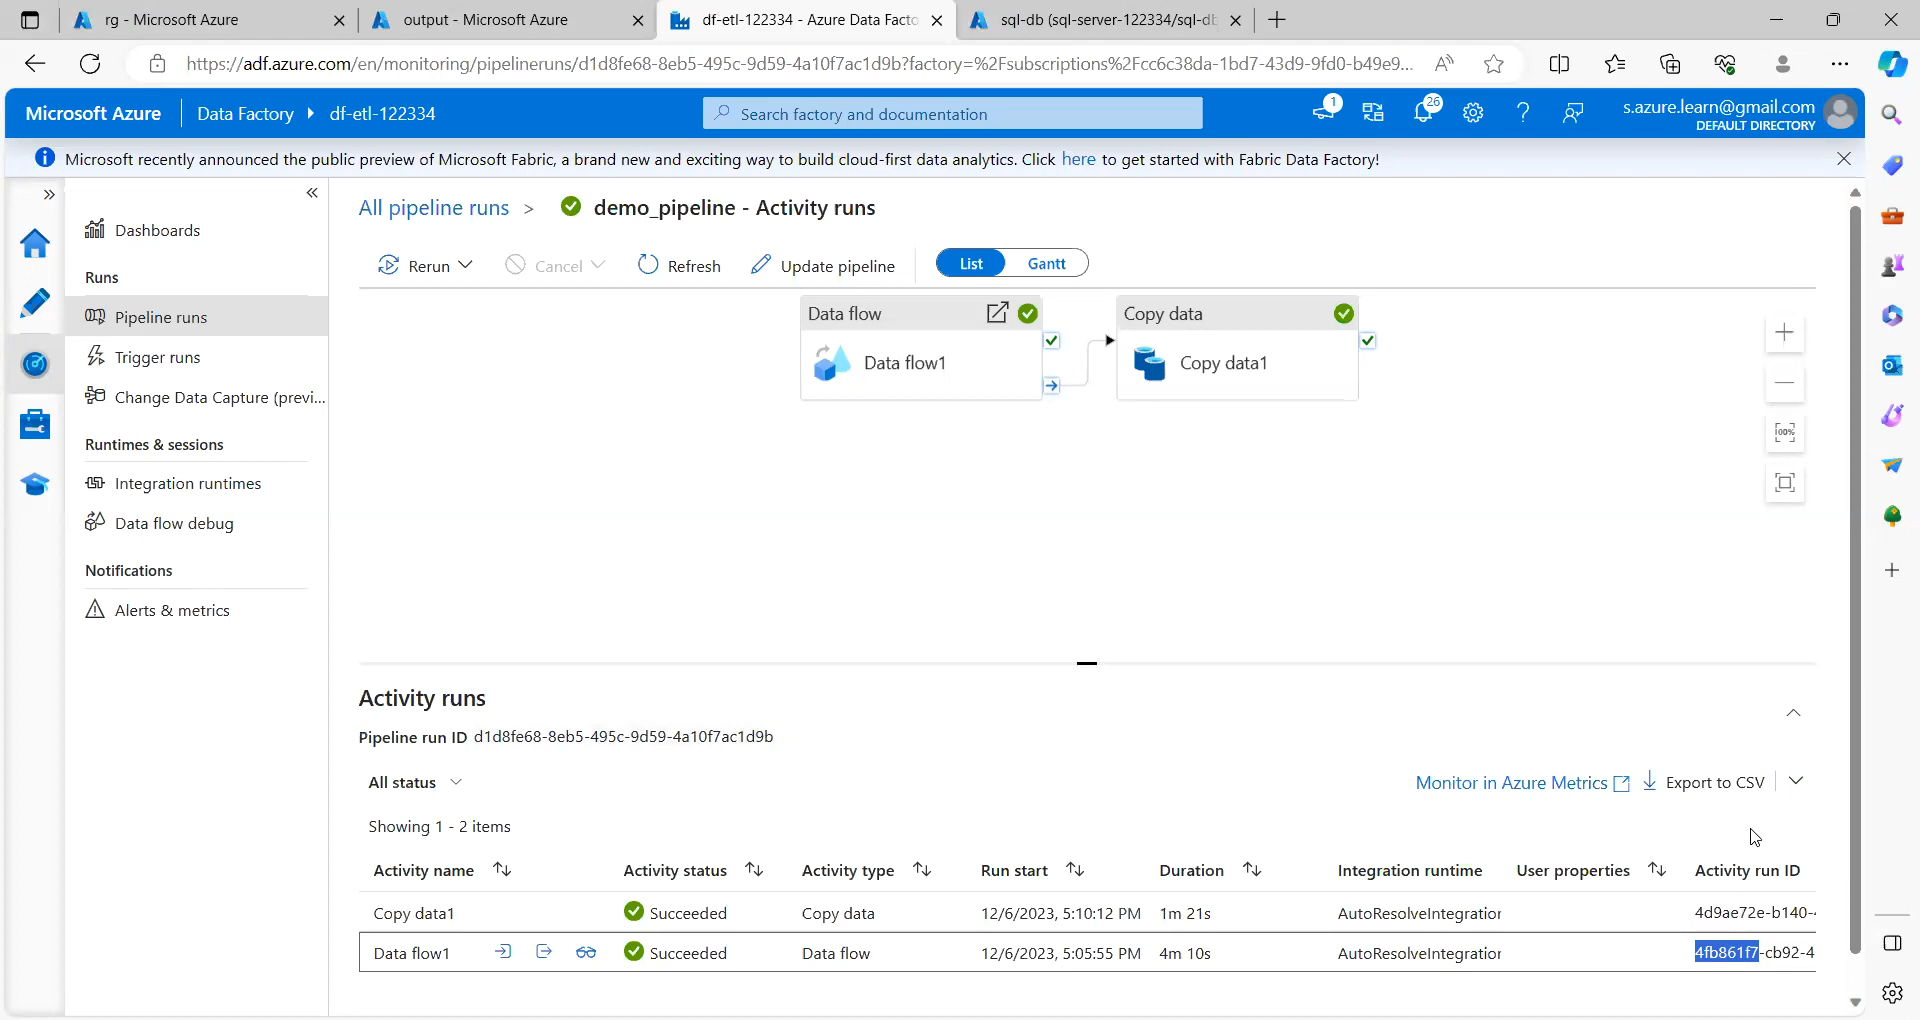 rg - Microsoft Azure
output - Microsoft Azure
df-etl-122334 - Azure Data Facto
sql-db (sql-server-122334/sql-db
https://adf.azure.com/en/monitoring/pipelineruns/d1d8fe68-8eb5-495c-9d59-4a10f7ac1d9b?factory=%2Fsubscriptions%2Fcc6c38da-1bd7-43d9-9fd0-b49e9...
Microsoft Azure
Data Factory
df-etl-122334
Search factory and documentation
1
26
s.azure.learn@gmail.com
DEFAULT DIRECTORY
Microsoft recently announced the public preview of Microsoft Fabric, a brand new and exciting way to build cloud-first data analytics. Click here to get started with Fabric Data Factory!
Dashboards
Runs
Pipeline runs
Trigger runs
Change Data Capture (previ...
Runtimes & sessions
Integration runtimes
Data flow debug
Notifications
Alerts & metrics
All pipeline runs > demo_pipeline - Activity runs
Rerun
Cancel
Refresh
Update pipeline
List
Gantt
Data flow
Data flow1
Copy data
Copy data1
100%
Activity runs
Pipeline run ID d1d8fe68-8eb5-495c-9d59-4a10f7ac1d9b
All status
Monitor in Azure Metrics
Export to CSV
Showing 1 - 2 items
Activity name Activity status Activity type Run start Duration Integration runtime User properties Activity run ID
Copy data1 Succeeded Copy data 12/6/2023, 5:10:12 PM 1m 21s AutoResolveIntegration 4d9ae72e-b140-
Data flow1 Succeeded Data flow 12/6/2023, 5:05:55 PM 4m 10s AutoResolveIntegration 4fb861f7-cb92-4